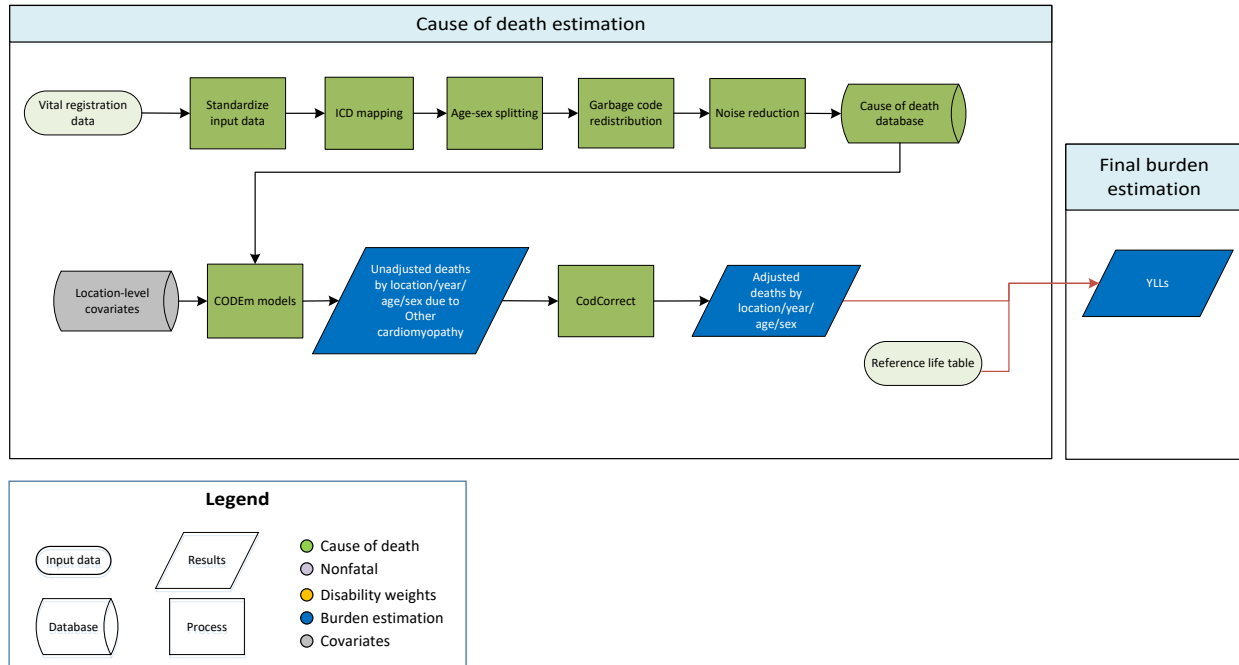 Cause of death estimation
Vital registration
data
Standardize
input data
ICD mapping
Age-sex splitting
Garbage code
redistribution
Noise reduction
Cause of death
database
Final burden
estimation
Location-level
covariates
CODEm models
Unadjusted deaths
by location/year/
age/sex due to
Other
cardiomyopathy
CodCorrect
Adjusted
deaths by
location/year/
age/sex
YLLs
Reference life table
Legend
Input data
Results
Database
Process
Cause of death
Nonfatal
Disability weights
Burden estimation
Covariates